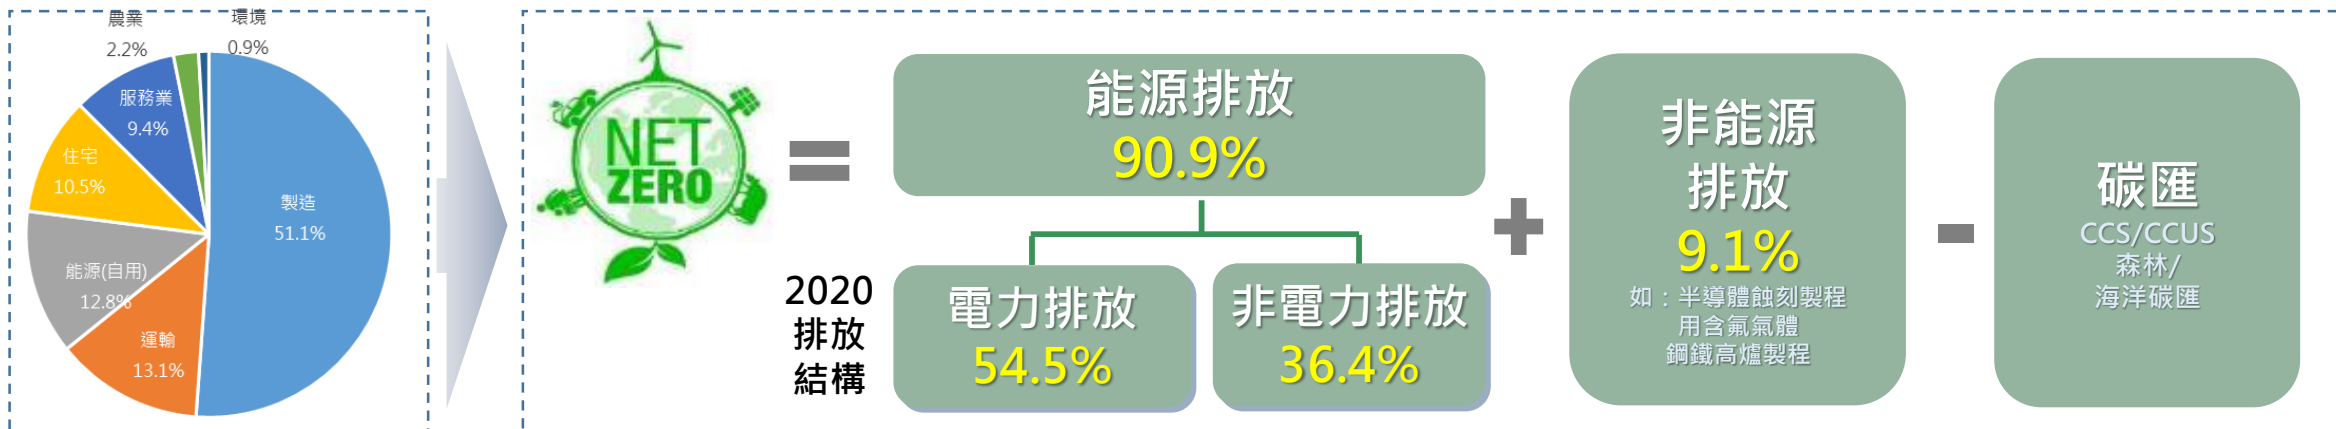 農業
2.2%
環境
0.9%
服務業
9.4%
住宅
10.5%
能源(自用)
12.8%
運輸
13.1%
製造
51.1%
NET
ZERO
=
2020
排放
結構
能源排放
90.9%
電力排放
54.5%
非電力排放
36.4%
+
非能源
排放
9.1%
如：半導體蝕刻製程
用含氟氣體
鋼鐵高爐製程
-
碳匯
CCS/CCUS
森林/
海洋碳匯